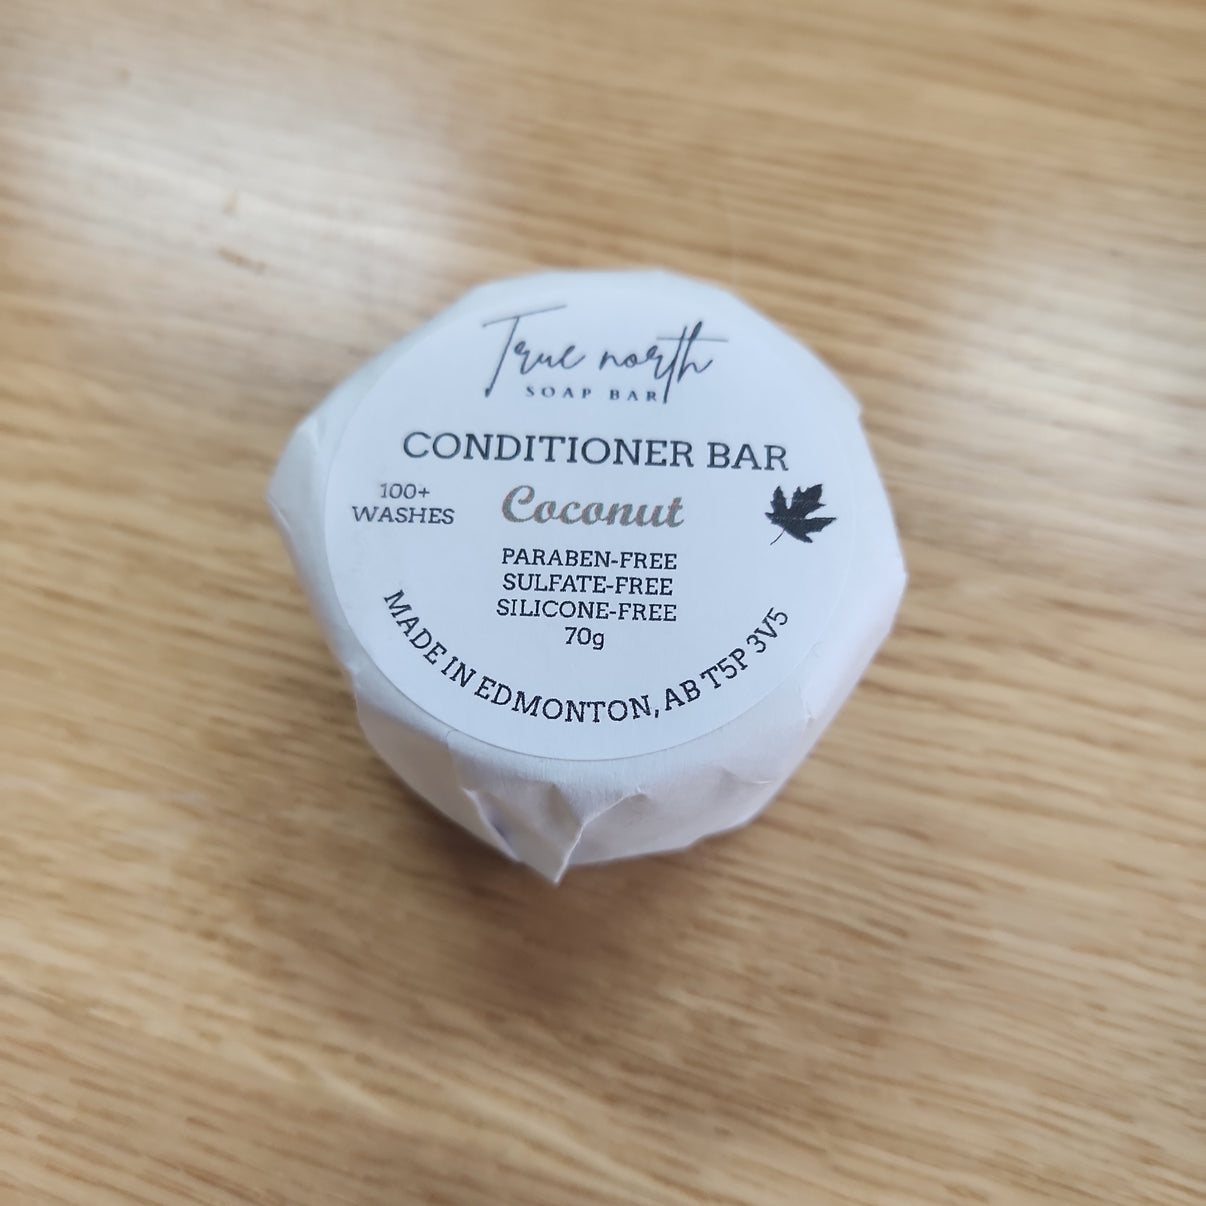 True north
SOAP BAR
CONDITIONER BAR
100+
WASHES
Coconut
PARABEN-FREE
SULFATE-FREE
SILICONE-FREE
70g
MADE IN EDMONTON, AB T5P 3V5